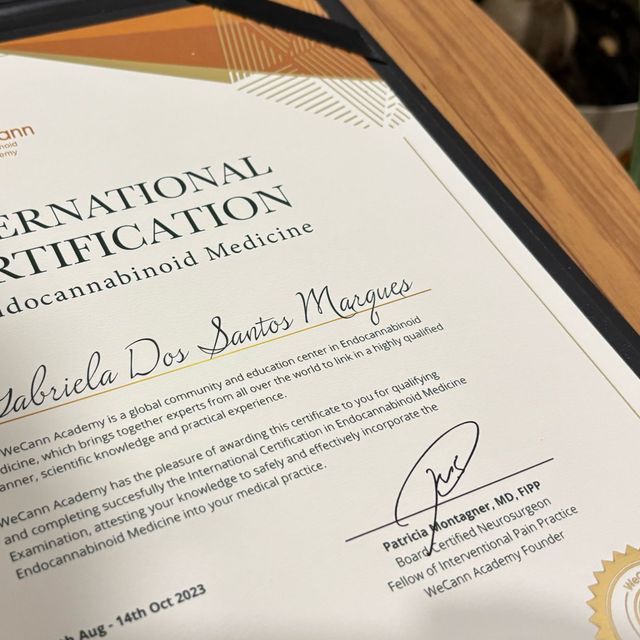 ann
noid
emy
ERNATIONAL
RTIFICATION
ndocannabinoid Medicine
Gabriela Dos Santos Marques
WeCann Academy is a global community and education center in Endocannabinoid
dicine, which brings together experts from all over the world to link in a highly qualified
anner, scientific knowledge and practical experience.
WeCann Academy has the pleasure of awarding this certificate to you for qualifying
and completing succesfully the International Certification in Endocannabinoid Medicine
Examination, attesting your knowledge to safely and effectively incorporate the
Endocannabinoid Medicine into your medical practice.
Patricia Montagner, MD, FIPP
Board Certified Neurosurgeon
Fellow of Interventional Pain Practice
WeCann Academy Founder
h Aug - 14th Oct 2023
WeCa